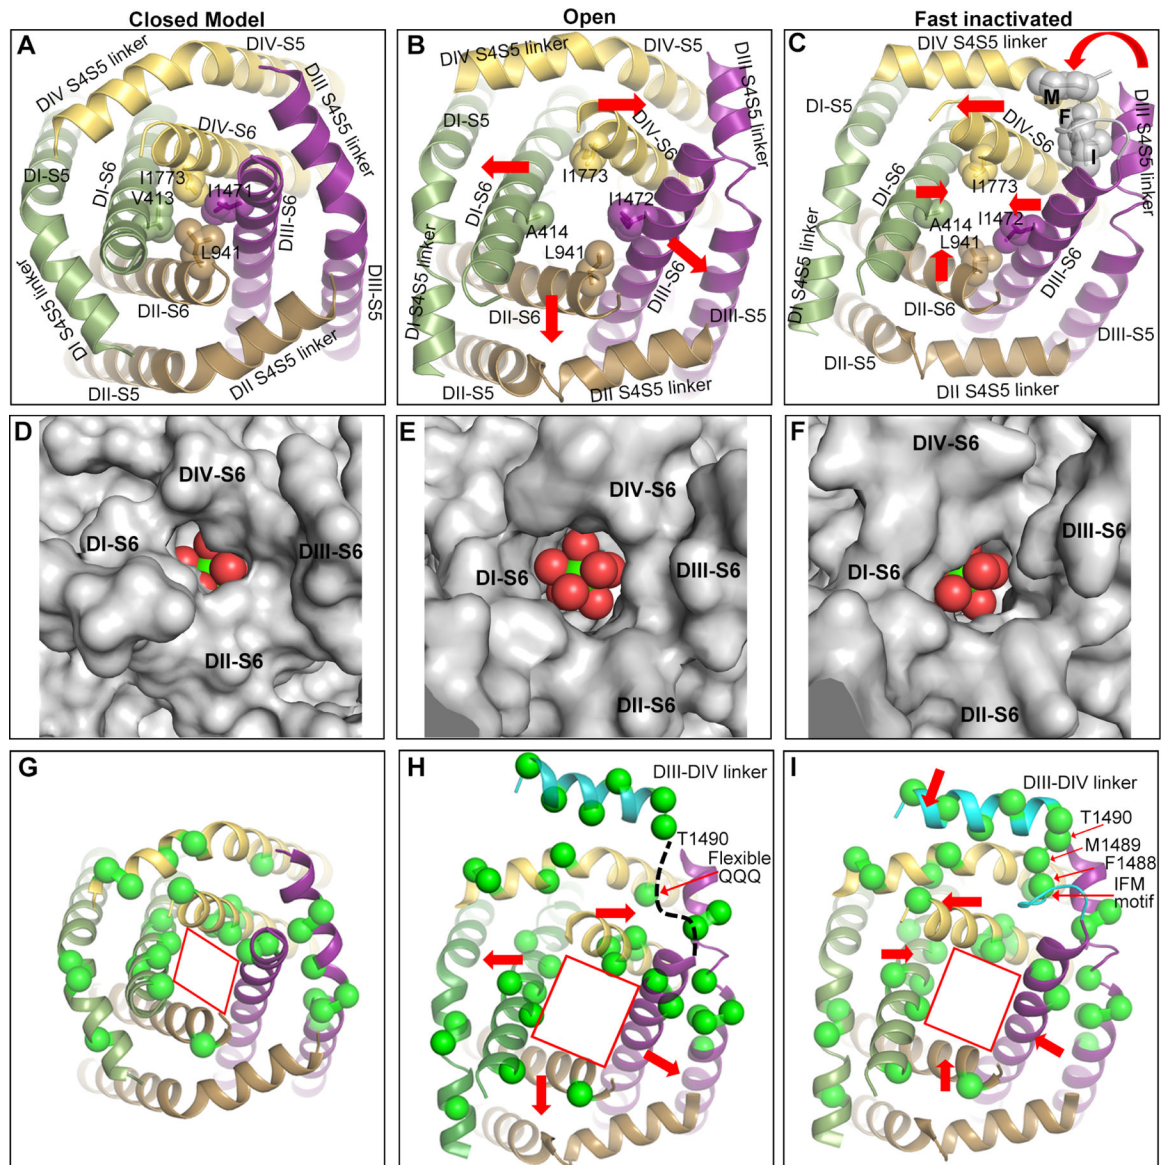 Closed Model
Open
Fast inactivated
A
DIV S4S5 linker
DIV-S5
DIII S4S5 linker
DIV-S6
DI-S5
DI-S6
I1773
V413
I1471
DIII-S6
L941
DI S4S5 linker
DII-S6
DIII-S5
DII S4S5 linker
DII-S5
B
DIV S4S5 linker
DIV-S5
DIII S4S5 linker
DI-S5
DIV-S6
DI-S6
I1773
I1472
A414
L941
DI S4S5 linker
DII-S6
DIII-S6
DIII-S5
DII-S5
DII S4S5 linker
C
DIV S4S5 linker
M
F
I
DIII S4S5 linker
DI-S5
DIV-S6
DI-S6
I1773
A414
I1472
L941
DI S4S5 linker
DII-S6
DIII-S6
DIII-S5
DII-S5
DII S4S5 linker
D
DIV-S6
DI-S6
DIII-S6
DII-S6
E
DIV-S6
DI-S6
DIII-S6
DII-S6
F
DIV-S6
DIII-S6
DI-S6
DII-S6
G
H
DIII-DIV linker
T1490
Flexible
QQQ
I
DIII-DIV linker
T1490
M1489
F1488
IFM
motif